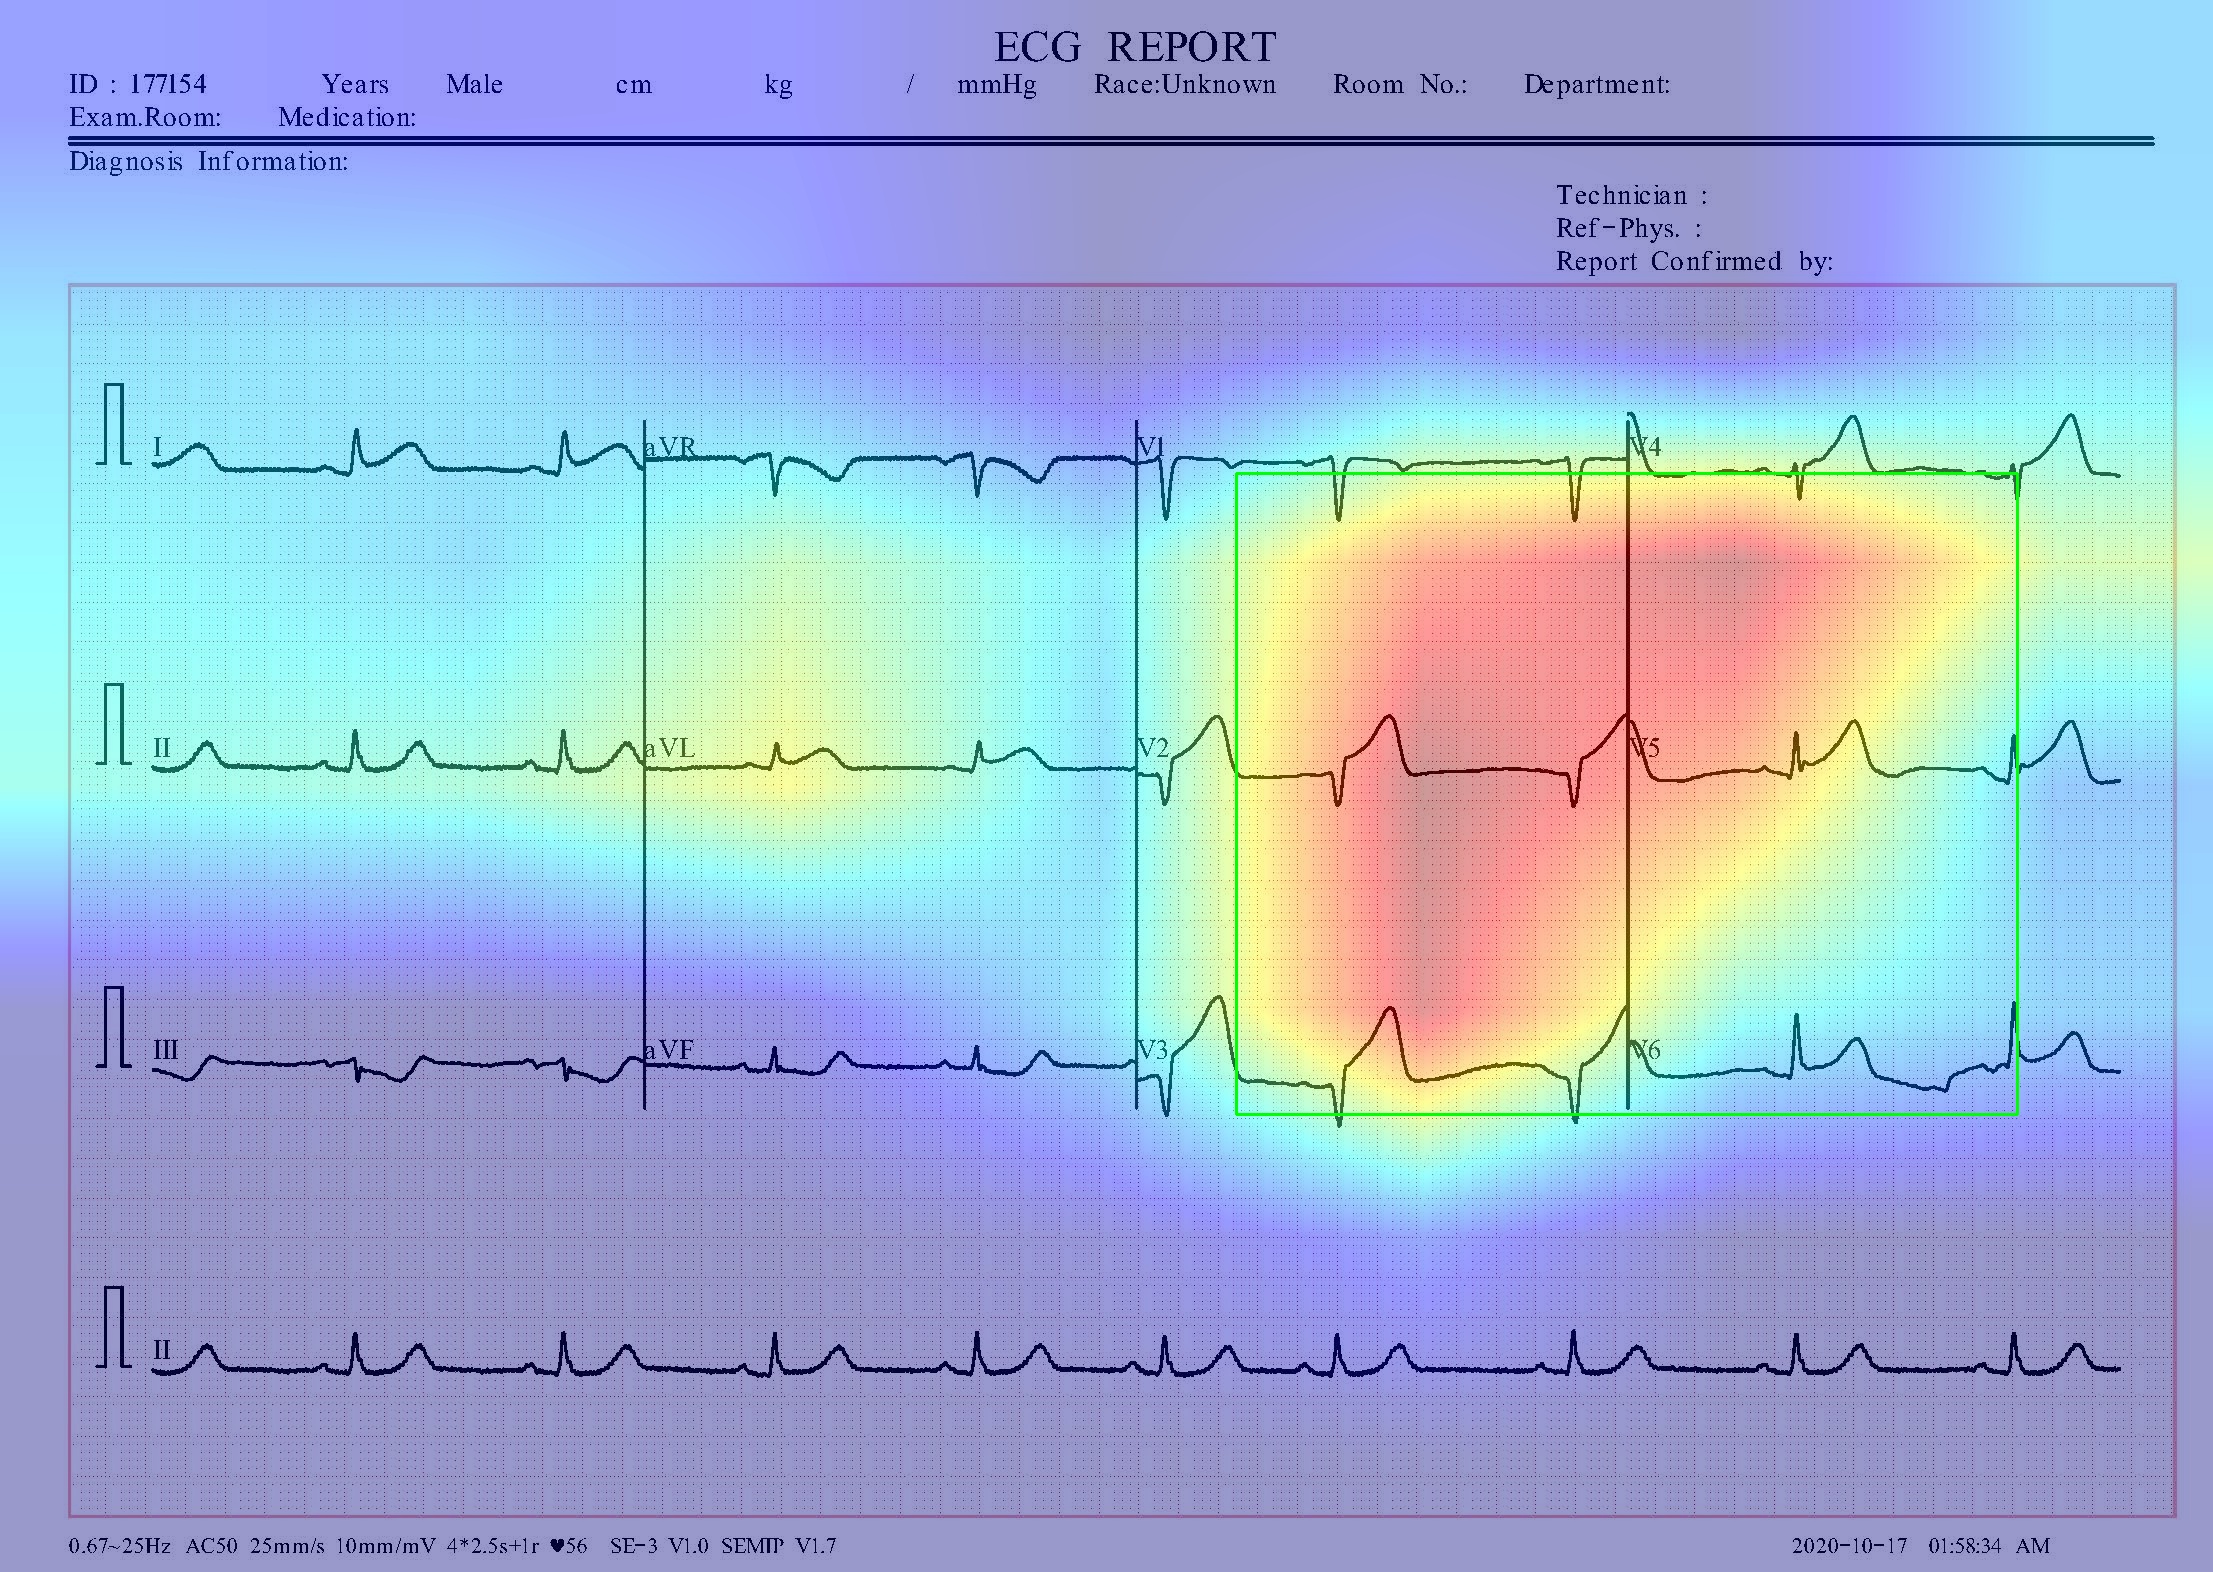 ECG REPORT
ID : 177154 Years Male cm kg / mmHg Race:Unknown Room No.: Department:
Exam.Room: Medication:
Diagnosis Information:
Technician :
Ref-Phys. :
Report Confirmed by:
I aVR V1 V4
II aVL V2 V5
III aVF V3 V6
II
0.67~25Hz AC50 25mm/s 10mm/mV 4*2.5s+1r ♥56 SE-3 V1.0 SEMIP V1.7 2020-10-17 01:58:34 AM